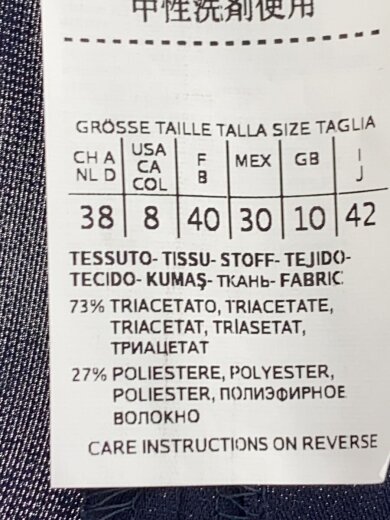 中性洗剤使用
GRÖSSE TAILLE TALLA SIZE TAGLIA
CH A NL D | USA CA COL | F B | MEX | GB | I J
38 | 8 | 40 | 30 | 10 | 42
TESSUTO- TISSU- STOFF- TEJIDO-
TECIDO- KUMAŞ- ТКАНЬ- FABRIC:
73% TRIACETATO, TRIACETATE,
TRIACETAT, TRİASETAT,
ТРИАЦЕТАТ
27% POLIESTERE, POLYESTER,
POLIESTER, ПОЛИЭФИРНОЕ
ВОЛОКНО
CARE INSTRUCTIONS ON REVERSE